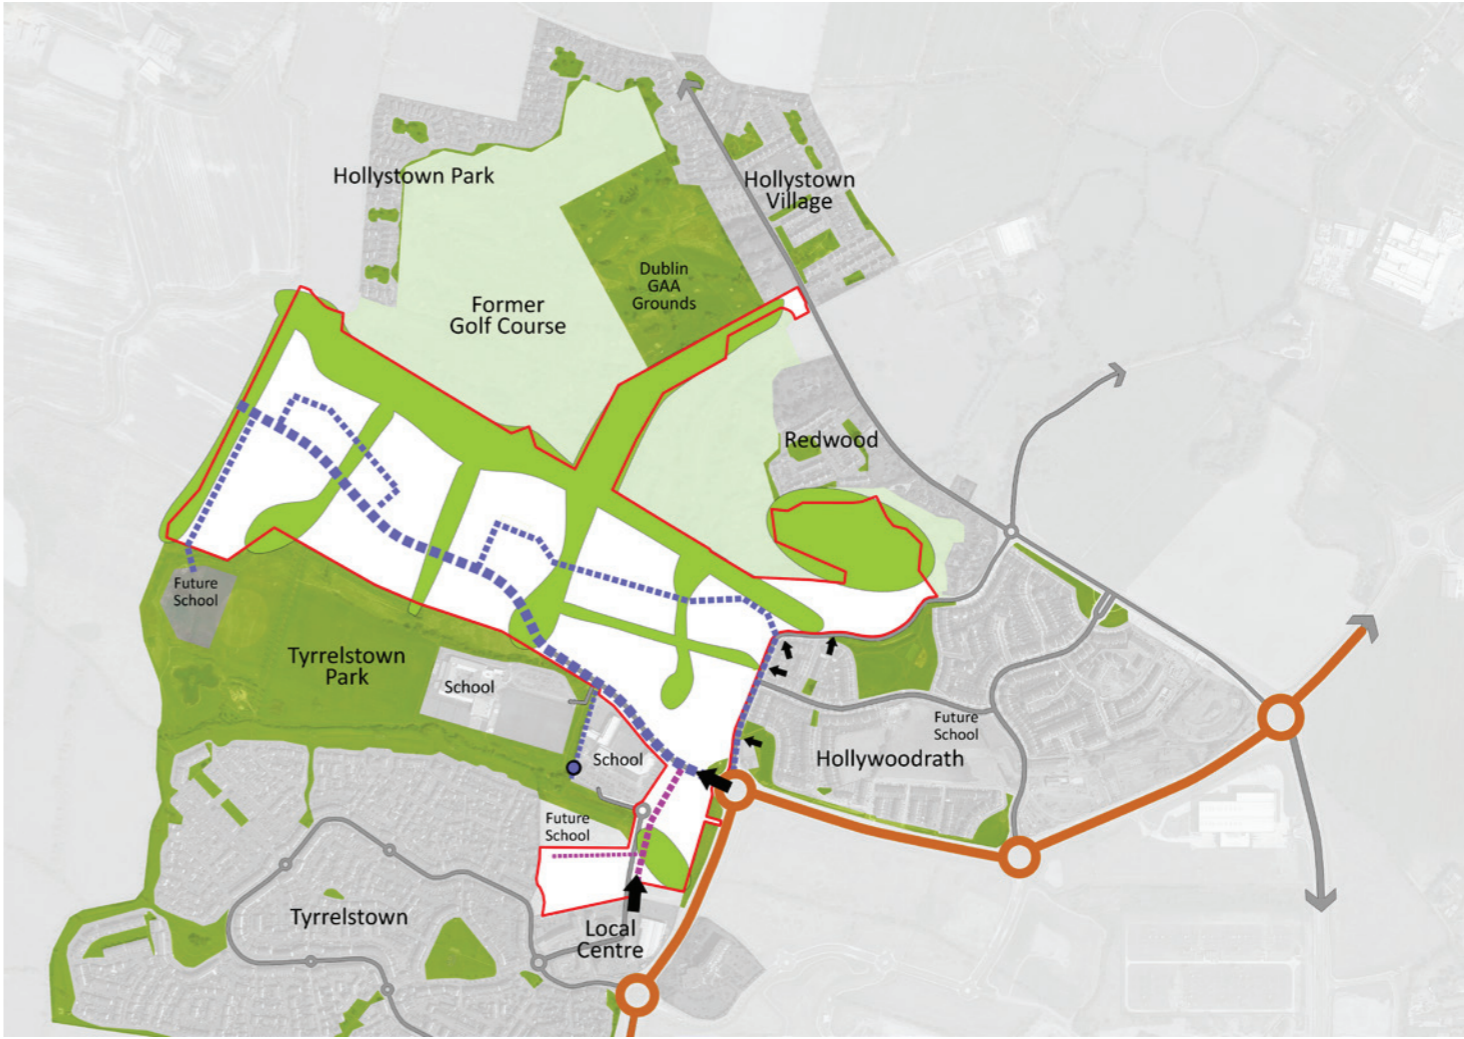 Hollystown Park
Hollystown
Village
Dublin
GAA
Grounds
Former
Golf Course
Redwood
Future
School
Tyrrelstown
Park
School
Future
School
School
Hollywoodrath
Future
School
Tyrrelstown
Local
Centre